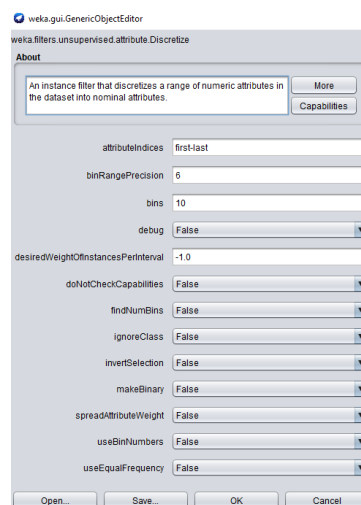 weka.gui.GenericObjectEditor
weka.filters.unsupervised.attribute.Discretize
About
An instance filter that discretizes a range of numeric attributes in
the dataset into nominal attributes.
More
Capabilities
attributeIndices first-last
binRangePrecision 6
bins 10
debug False
desiredWeightOfInstancesPerInterval -1.0
doNotCheckCapabilities False
findNumBins False
ignoreClass False
invertSelection False
makeBinary False
spreadAttributeWeight False
useBinNumbers False
useEqualFrequency False
Open... Save... OK Cancel